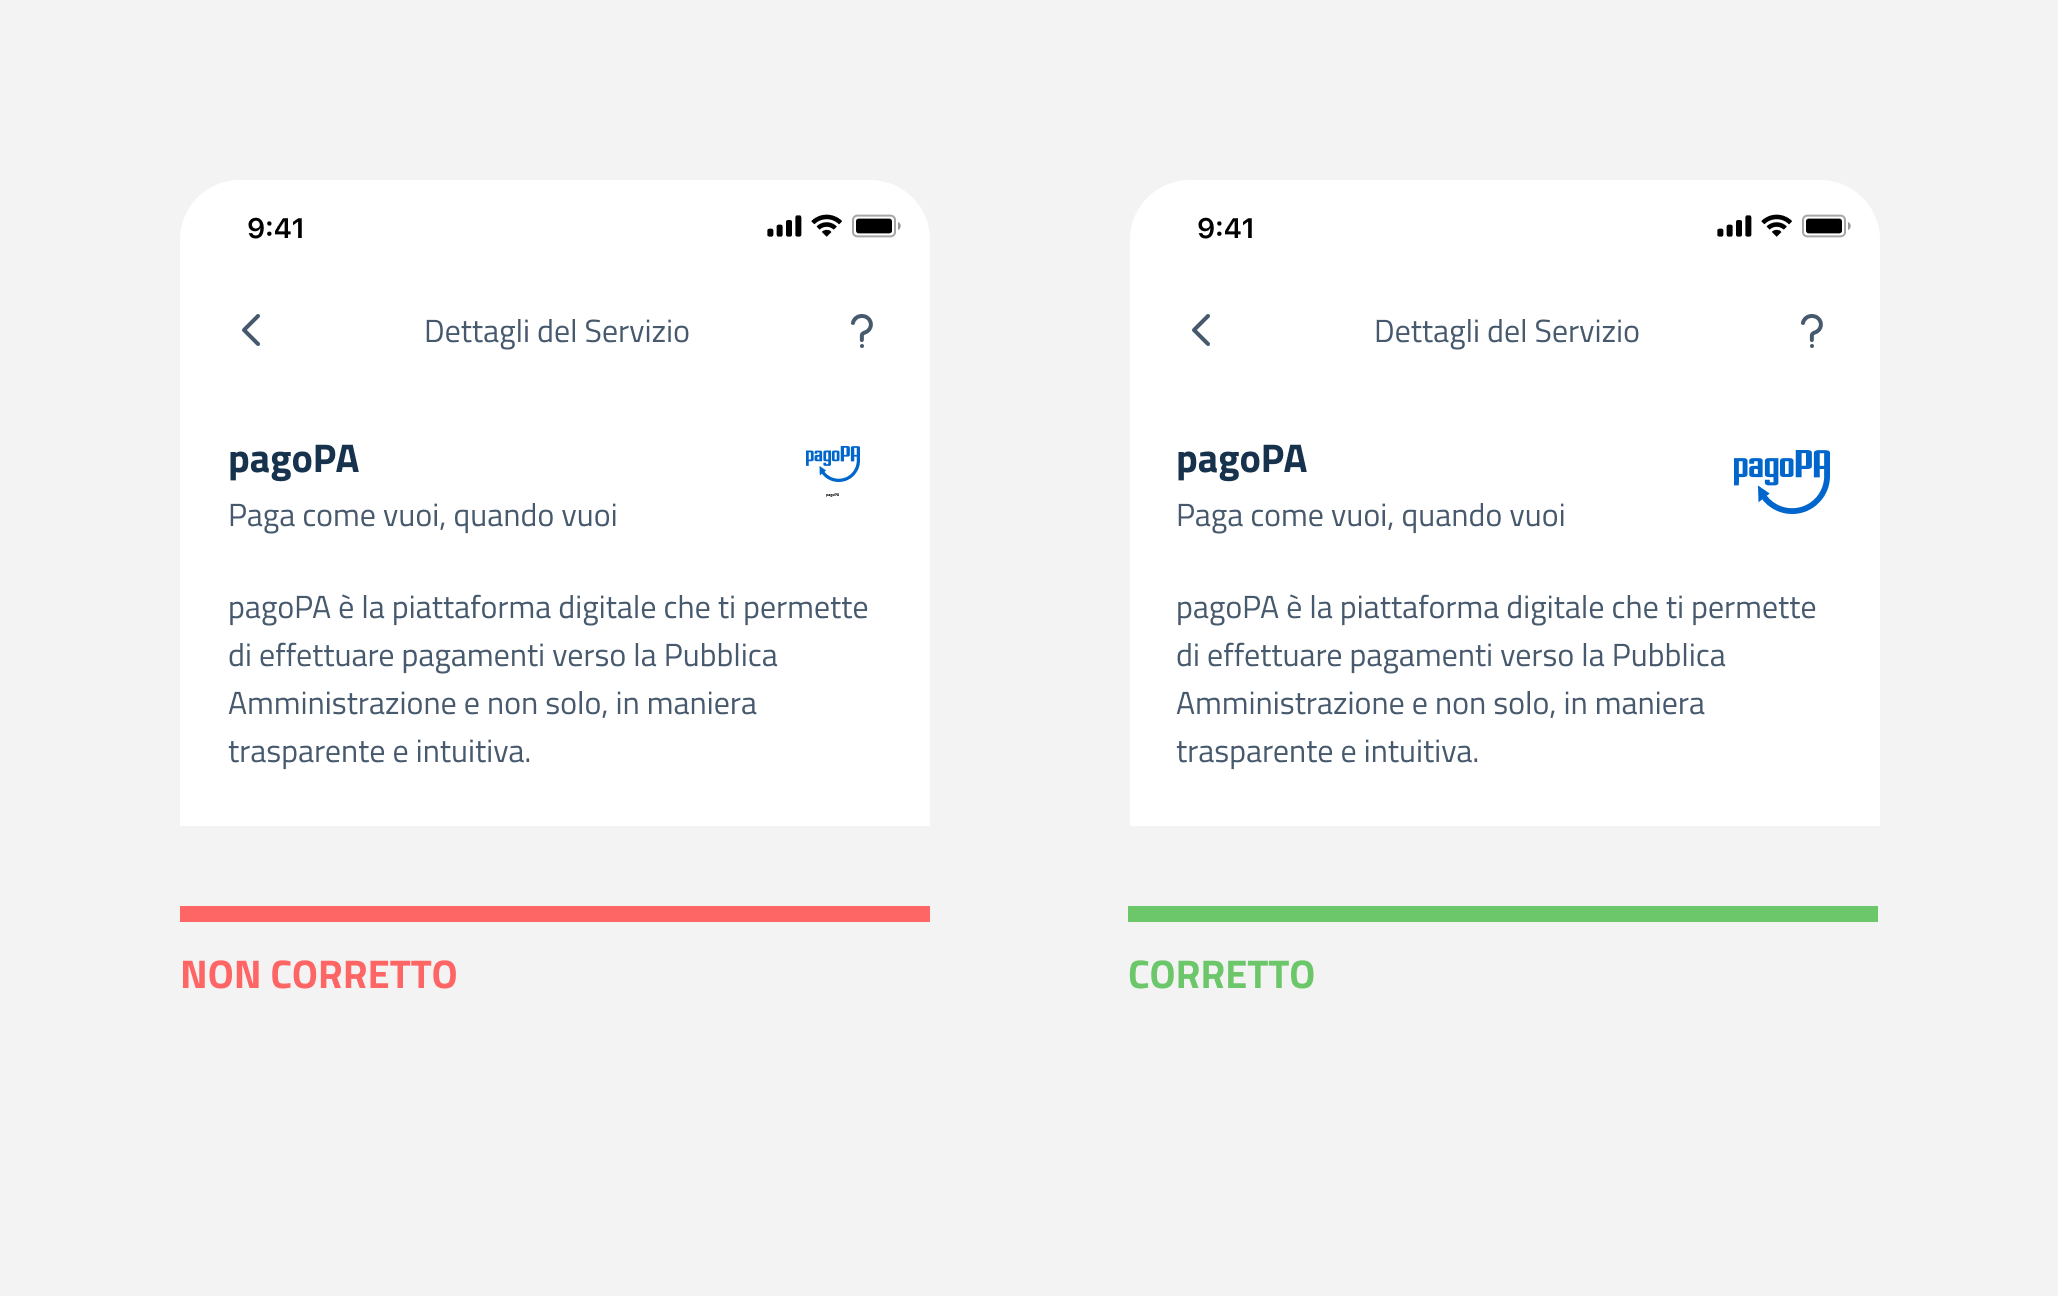 9:41
Dettagli del Servizio
?
pagoPA
pagoPA
pagoPA
Paga come vuoi, quando vuoi
pagoPA è la piattaforma digitale che ti permette
di effettuare pagamenti verso la Pubblica
Amministrazione e non solo, in maniera
trasparente e intuitiva.
NON CORRETTO
9:41
Dettagli del Servizio
?
pagoPA
pagoPA
Paga come vuoi, quando vuoi
pagoPA è la piattaforma digitale che ti permette
di effettuare pagamenti verso la Pubblica
Amministrazione e non solo, in maniera
trasparente e intuitiva.
CORRETTO